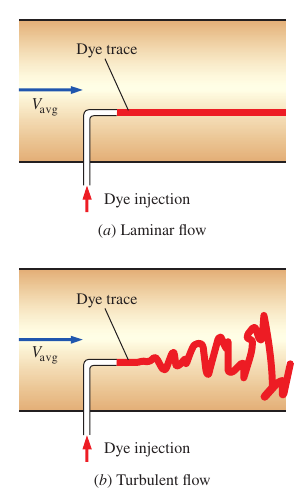 Dye trace
Vavg
Dye injection
(a) Laminar flow
Dye trace
Vavg
Dye injection
(b) Turbulent flow